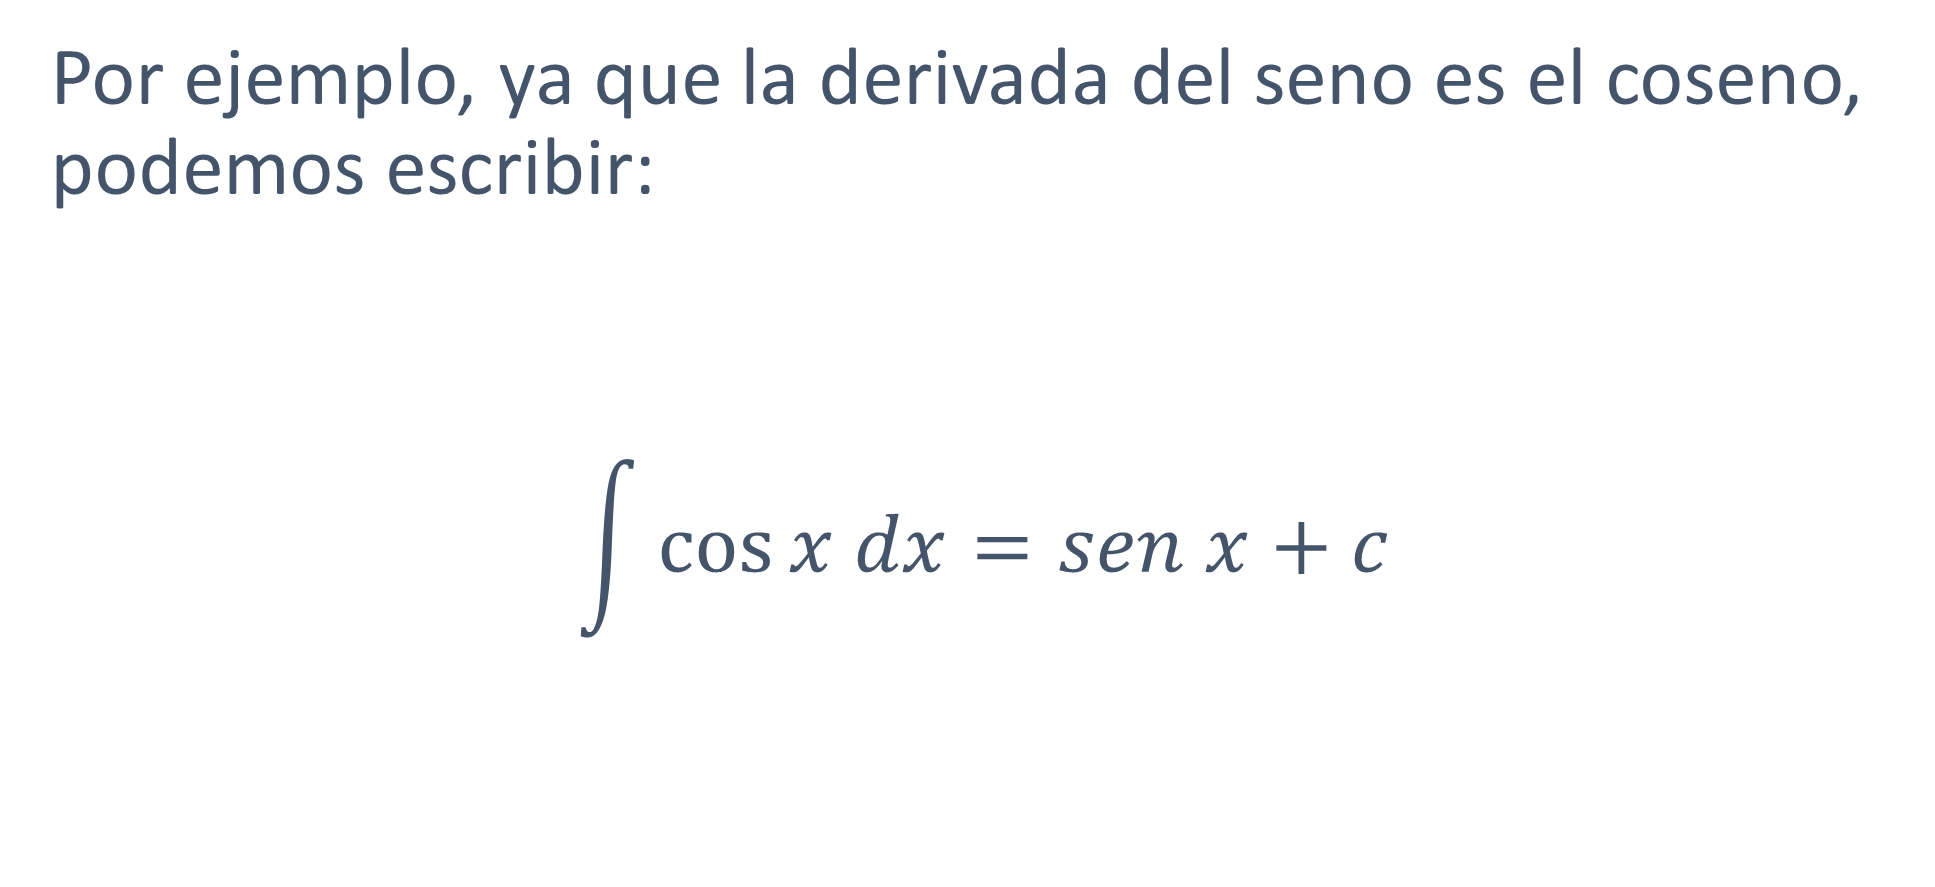 Por ejemplo, ya que la derivada del seno es el coseno,
podemos escribir:
∫ cos x dx = sen x + c